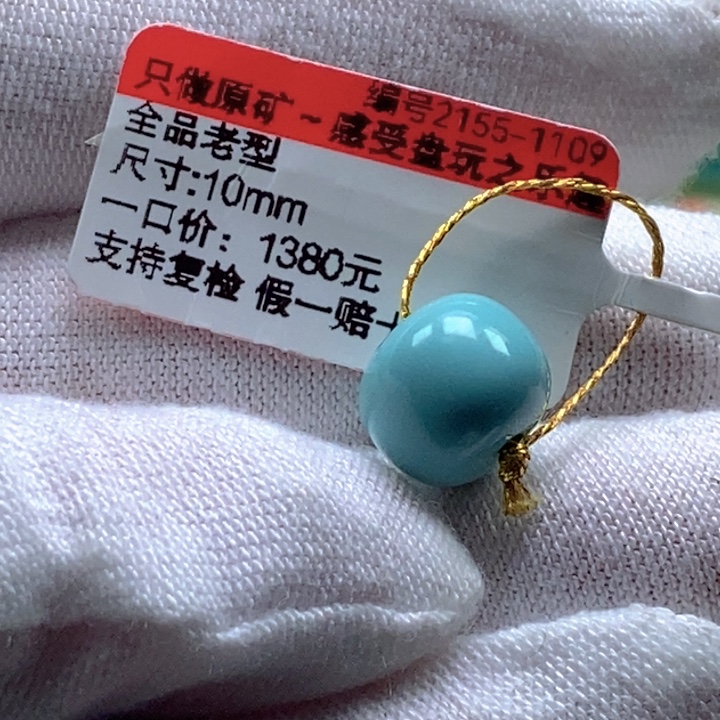 编号2155-1109
只做原矿~感受盘玩之乐趣
全品老型
尺寸:10mm
一口价：1380元
支持复检 假一赔